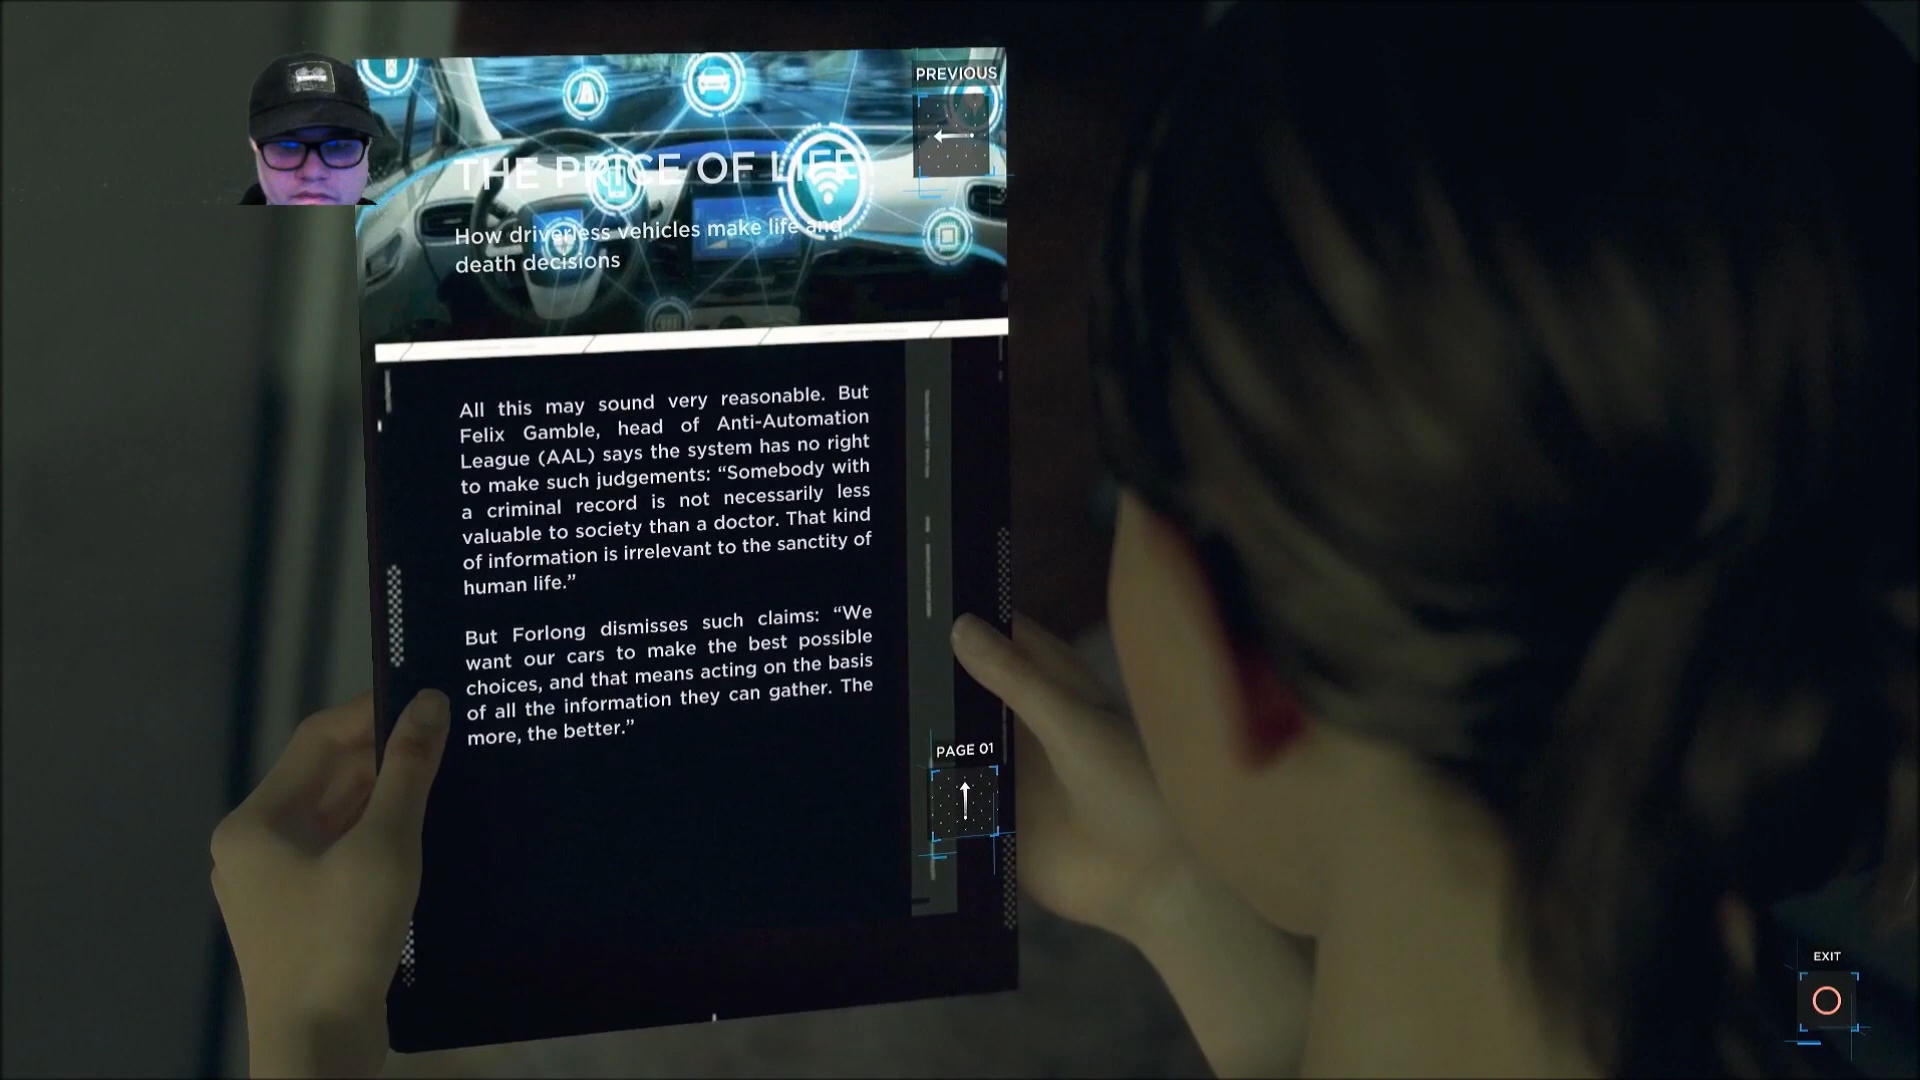 PREVIOUS
THE PRICE OF LIFE
How driverless vehicles make life and
death decisions
All this may sound very reasonable. But
Felix Gamble, head of Anti-Automation
League (AAL) says the system has no right
to make such judgements: “Somebody with
a criminal record is not necessarily less
valuable to society than a doctor. That kind
of information is irrelevant to the sanctity of
human life.”
But Forlong dismisses such claims: “We
want our cars to make the best possible
choices, and that means acting on the basis
of all the information they can gather. The
more, the better.”
PAGE 01
EXIT